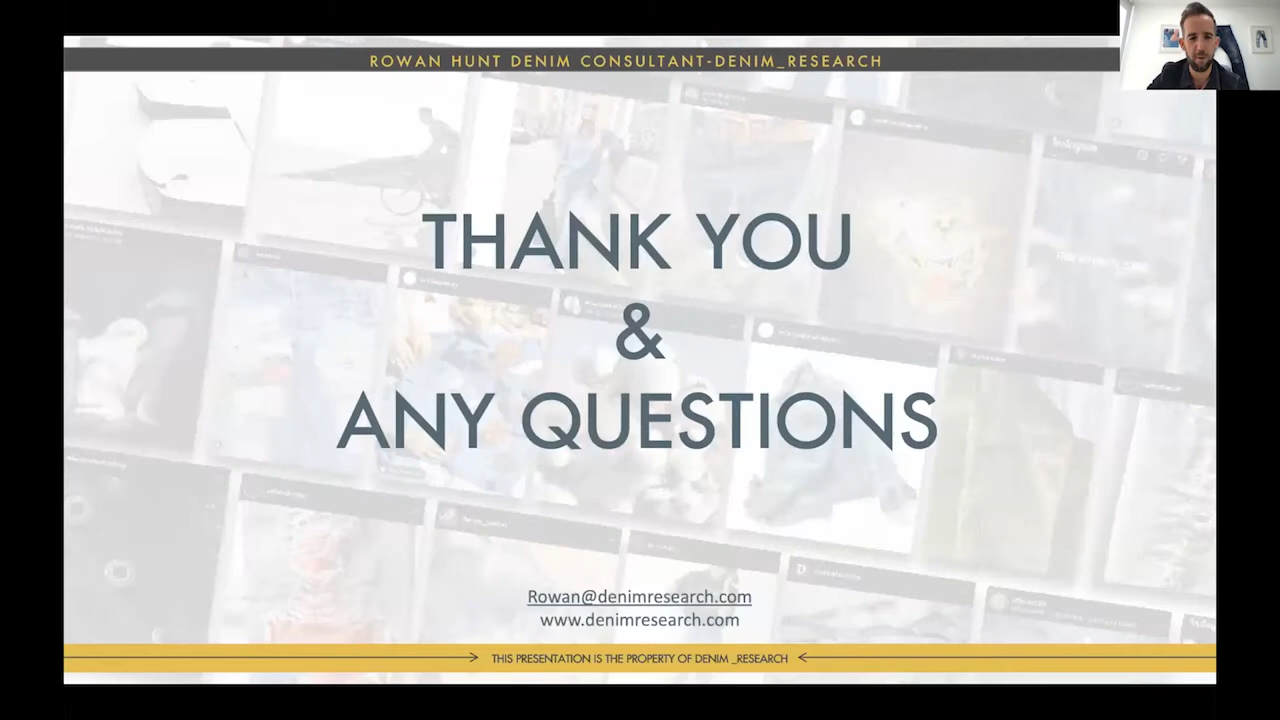 ROWAN HUNT DENIM CONSULTANT-DENIM_RESEARCH
THANK YOU
&
ANY QUESTIONS
Rowan@denimresearch.com
www.denimresearch.com
THIS PRESENTATION IS THE PROPERTY OF DENIM _RESEARCH